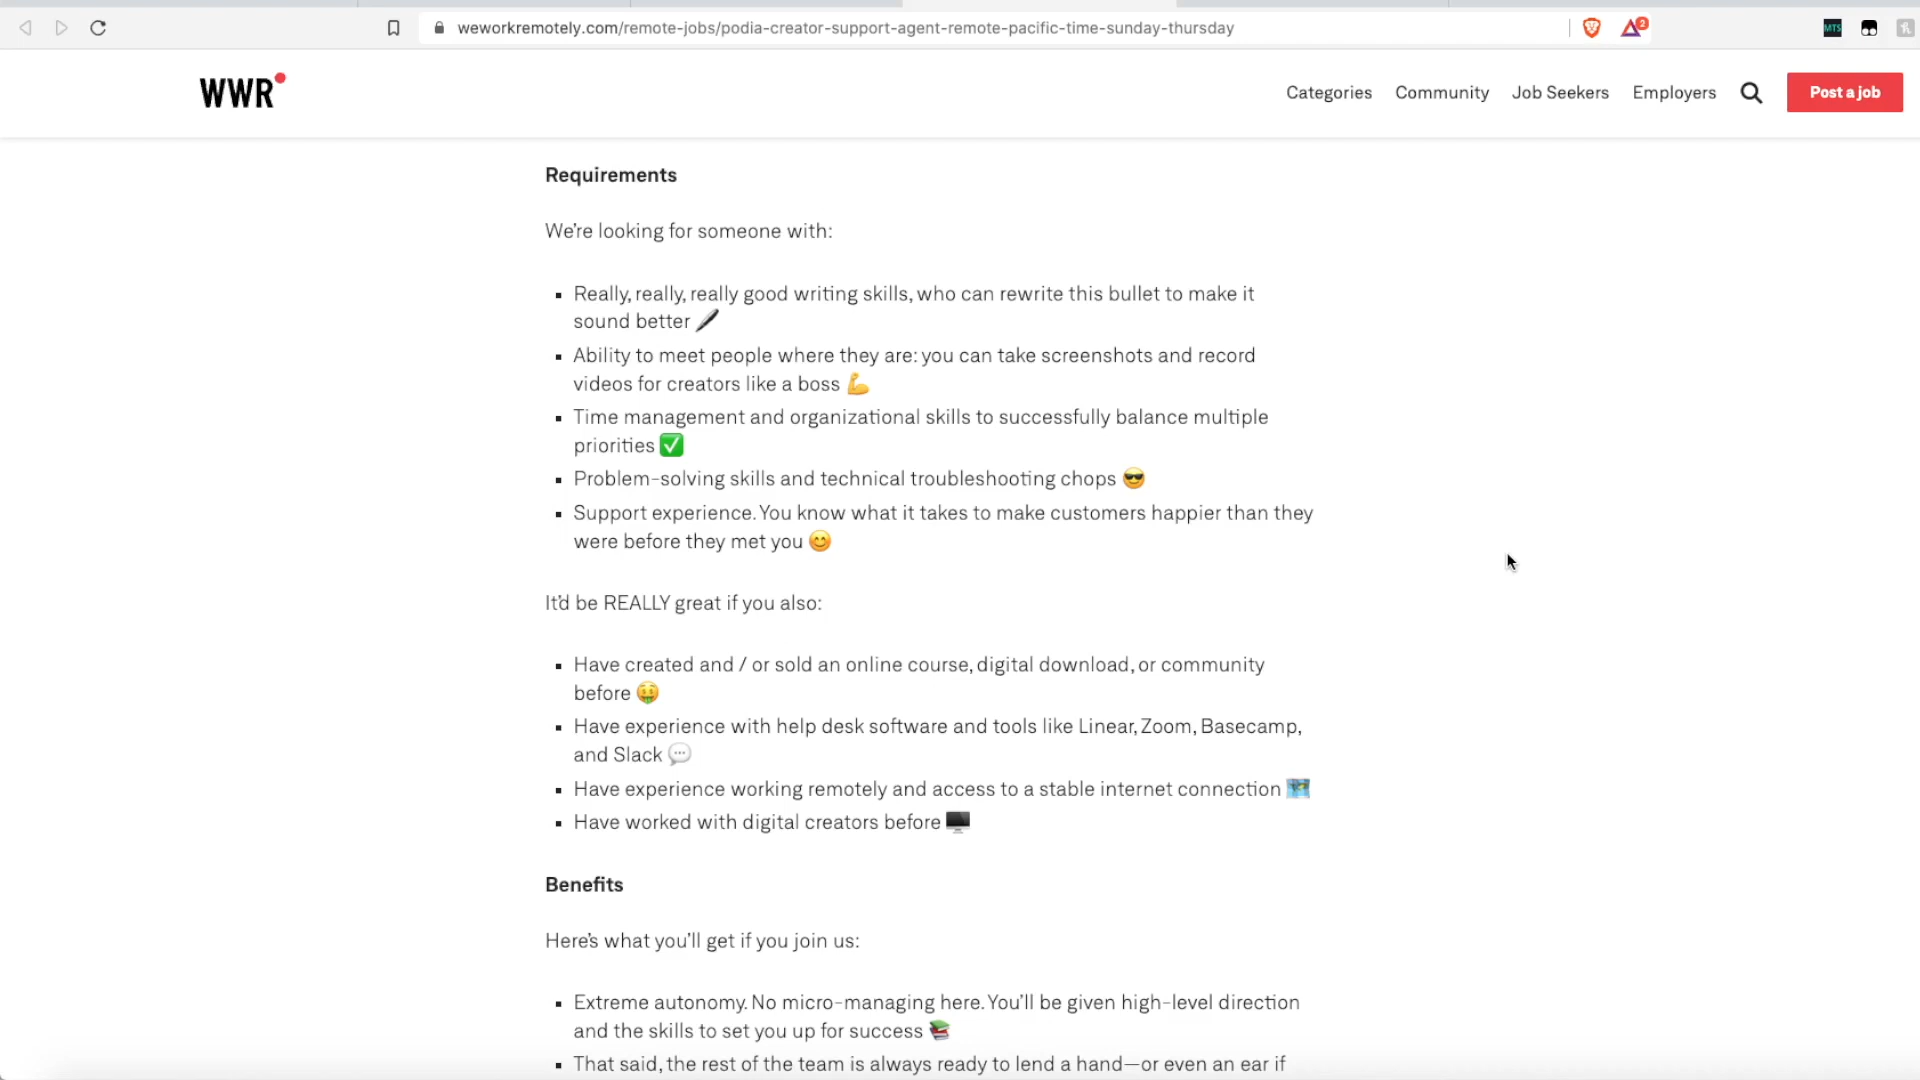 weworkremotely.com/remote-jobs/podia-creator-support-agent-remote-pacific-time-sunday-thursday
2
MTS
WWR
Categories Community Job Seekers Employers Post a job
Requirements
We're looking for someone with:
Really, really, really good writing skills, who can rewrite this bullet to make it
sound better
Ability to meet people where they are: you can take screenshots and record
videos for creators like a boss
Time management and organizational skills to successfully balance multiple
priorities
Problem-solving skills and technical troubleshooting chops
Support experience. You know what it takes to make customers happier than they
were before they met you
It'd be REALLY great if you also:
Have created and / or sold an online course, digital download, or community
before
Have experience with help desk software and tools like Linear, Zoom, Basecamp,
and Slack
Have experience working remotely and access to a stable internet connection
Have worked with digital creators before
Benefits
Here's what you'll get if you join us:
Extreme autonomy. No micro-managing here. You'll be given high-level direction
and the skills to set you up for success
That said, the rest of the team is always ready to lend a hand—or even an ear if